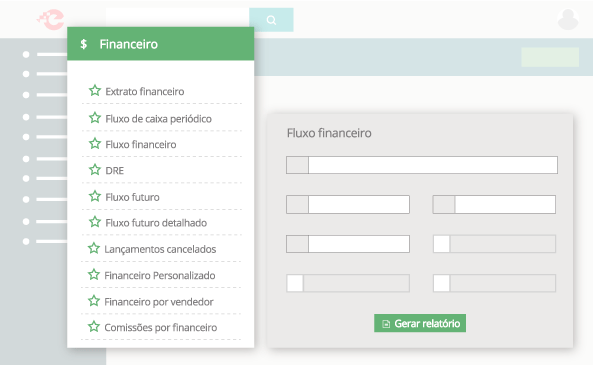 $ Financeiro
Extrato financeiro
Fluxo de caixa periódico
Fluxo financeiro
DRE
Fluxo futuro
Fluxo futuro detalhado
Lançamentos cancelados
Financeiro Personalizado
Financeiro por vendedor
Comissões por financeiro
Fluxo financeiro
Gerar relatório